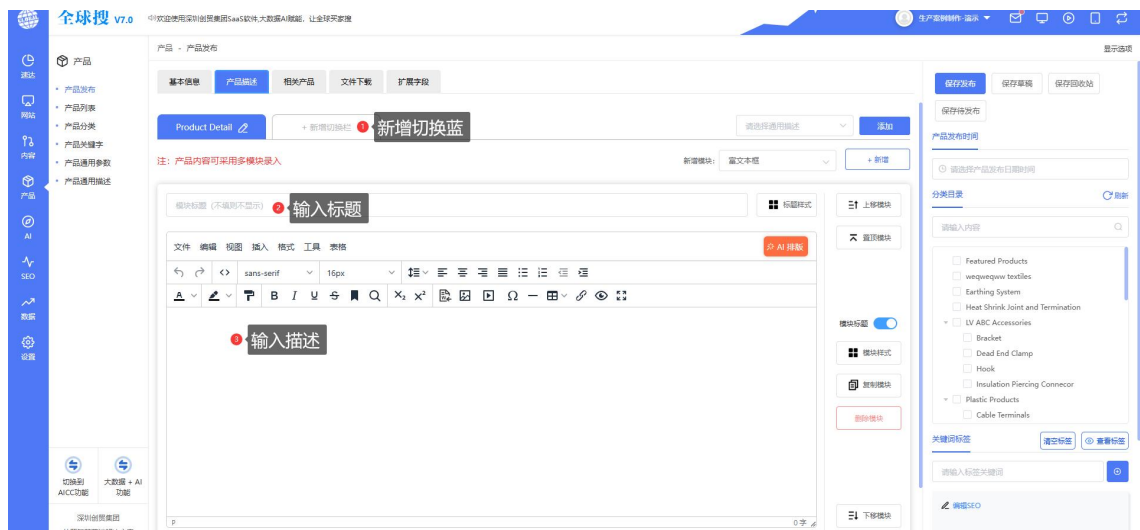 全球搜 V7.0
欢迎使用深圳创贸集团SaaS软件,大数据AI赋能，让全球买家搜
生产案例制作-演示
速达
网站
内容
产品
AI
SEO
数据
设置
产品
产品发布
产品列表
产品分类
产品关键字
产品通用参数
产品通用描述
切换到
AICC功能
大数据 + AI
功能
深圳创贸集团
产品 - 产品发布
显示选项
基本信息 产品描述 相关产品 文件下载 扩展字段
Product Detail + 新增切换栏 1 新增切换蓝 请选择通用描述 添加
注：产品内容可采用多模块录入 新增模块: 富文本框 + 新增
模块标题 (不填则不显示) 2 输入标题 标题样式
文件 编辑 视图 插入 格式 工具 表格 AI 排版
sans-serif 16px
3 输入描述
p 0 字
上移模块
置顶模块
模块标题
模块样式
复制模块
删除模块
下移模块
保存发布 保存草稿 保存回收站
保存待发布
产品发布时间
请选择产品发布日期时间
分类目录 刷新
请输入内容
Featured Products
weqweqww textiles
Earthing System
Heat Shrink Joint and Termination
LV ABC Accessories
Bracket
Dead End Clamp
Hook
Insulation Piercing Connecor
Plastic Products
Cable Terminals
关键词标签 清空标签 查看标签
请输入标签关键词
编辑SEO